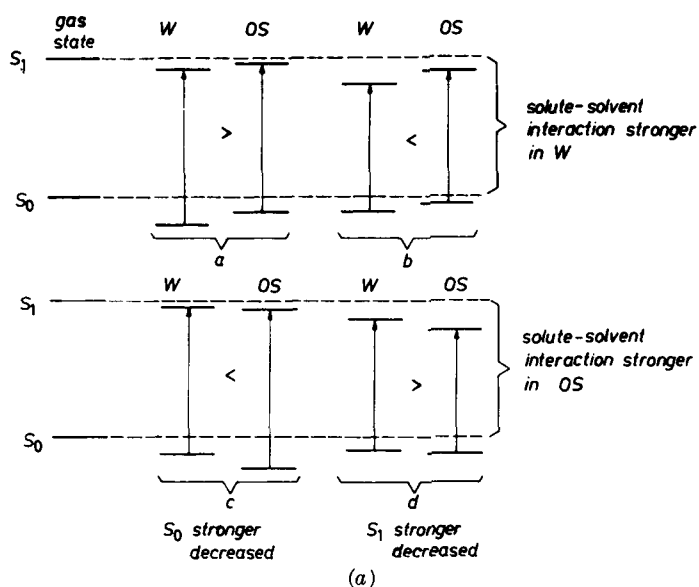 gas state W OS W OS
S₁
> <
solute-solvent
interaction stronger
in W
S₀
a b
W OS W OS
S₁
< >
solute-solvent
interaction stronger
in OS
S₀
c d
S₀ stronger decreased S₁ stronger decreased
(a)